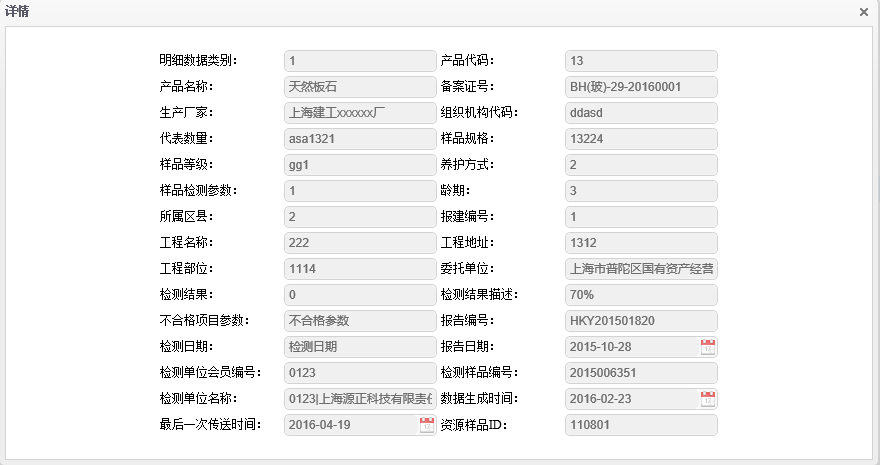 详情
明细数据类别： 1 产品代码： 13
产品名称： 天然板石 备案证号： BH(玻)-29-20160001
生产厂家： 上海建工xxxxxx厂 组织机构代码： ddasd
代表数量： asa1321 样品规格： 13224
样品等级： gg1 养护方式： 2
样品检测参数： 1 龄期： 3
所属区县： 2 报建编号： 1
工程名称： 222 工程地址： 1312
工程部位： 1114 委托单位： 上海市普陀区国有资产经营
检测结果： 0 检测结果描述： 70%
不合格项目参数： 不合格参数 报告编号： HKY201501820
检测日期： 检测日期 报告日期： 2015-10-28
检测单位会员编号： 0123 检测样品编号： 2015006351
检测单位名称： 0123|上海源正科技有限责 数据生成时间： 2016-02-23
最后一次传送时间： 2016-04-19 资源样品ID： 110801